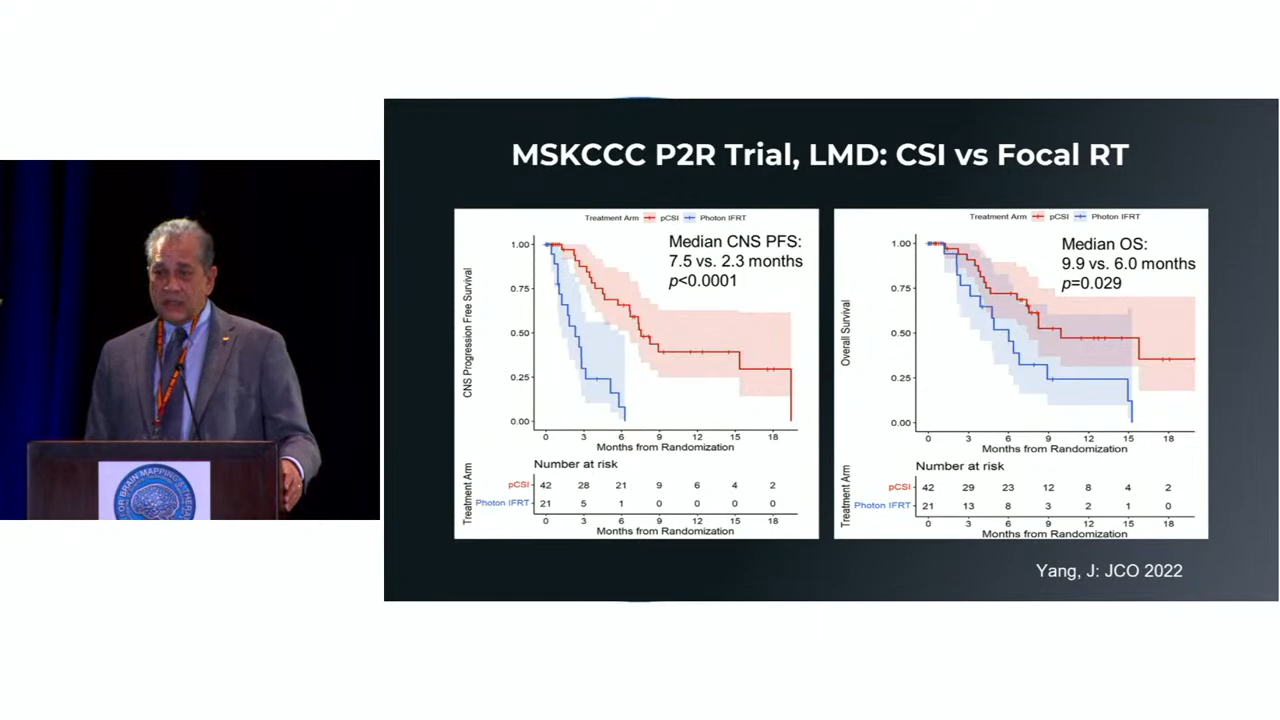 MSKCCC P2R Trial, LMD: CSI vs Focal RT
Treatment Arm pCSI Photon IFRT
Median CNS PFS:
7.5 vs. 2.3 months
p<0.0001
CNS Progression Free Survival
1.00
0.75
0.50
0.25
0.00
0 3 6 9 12 15 18
Months from Randomization
Number at risk
Treatment Arm
pCSI 42 28 21 9 6 4 2
Photon IFRT 21 5 1 0 0 0 0
0 3 6 9 12 15 18
Months from Randomization
Treatment Arm pCSI Photon IFRT
Median OS:
9.9 vs. 6.0 months
p=0.029
Overall Survival
1.00
0.75
0.50
0.25
0.00
0 3 6 9 12 15 18
Months from Randomization
Number at risk
Treatment Arm
pCSI 42 29 23 12 8 4 2
Photon IFRT 21 13 8 3 2 1 0
0 3 6 9 12 15 18
Months from Randomization
Yang, J: JCO 2022
FOR BRAIN MAPPING &